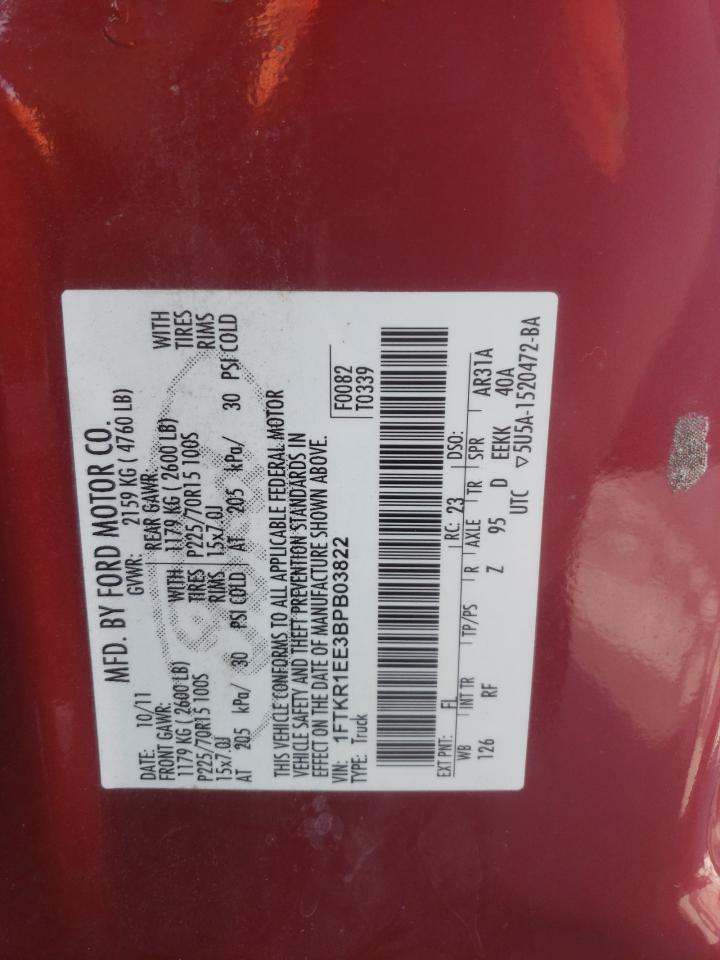 MFD. BY FORD MOTOR CO.
DATE: 10/11 GVWR: 2159 KG ( 4760 LB)
FRONT GAWR: REAR GAWR:
1179 KG ( 2600 LB) WITH 1179 KG ( 2600 LB) WITH
P225/70R15 100S TIRES P225/70R15 100S TIRES
15x7.0J RIMS 15x7.0J RIMS
AT 205 kPa/ 30 PSI COLD AT 205 kPa/ 30 PSI COLD
THIS VEHICLE CONFORMS TO ALL APPLICABLE FEDERAL MOTOR
VEHICLE SAFETY AND THEFT PREVENTION STANDARDS IN
EFFECT ON THE DATE OF MANUFACTURE SHOWN ABOVE.
VIN: 1FTKR1EE3BPB03822 F0082
TYPE: Truck T0339
EXT PNT: FL RC: 23 DSO:
WB INT TR TP/PS R AXLE TR SPR AR31A
126 RF Z 95 D EEKK 40A
UTC ▽5U5A-1520472-BA